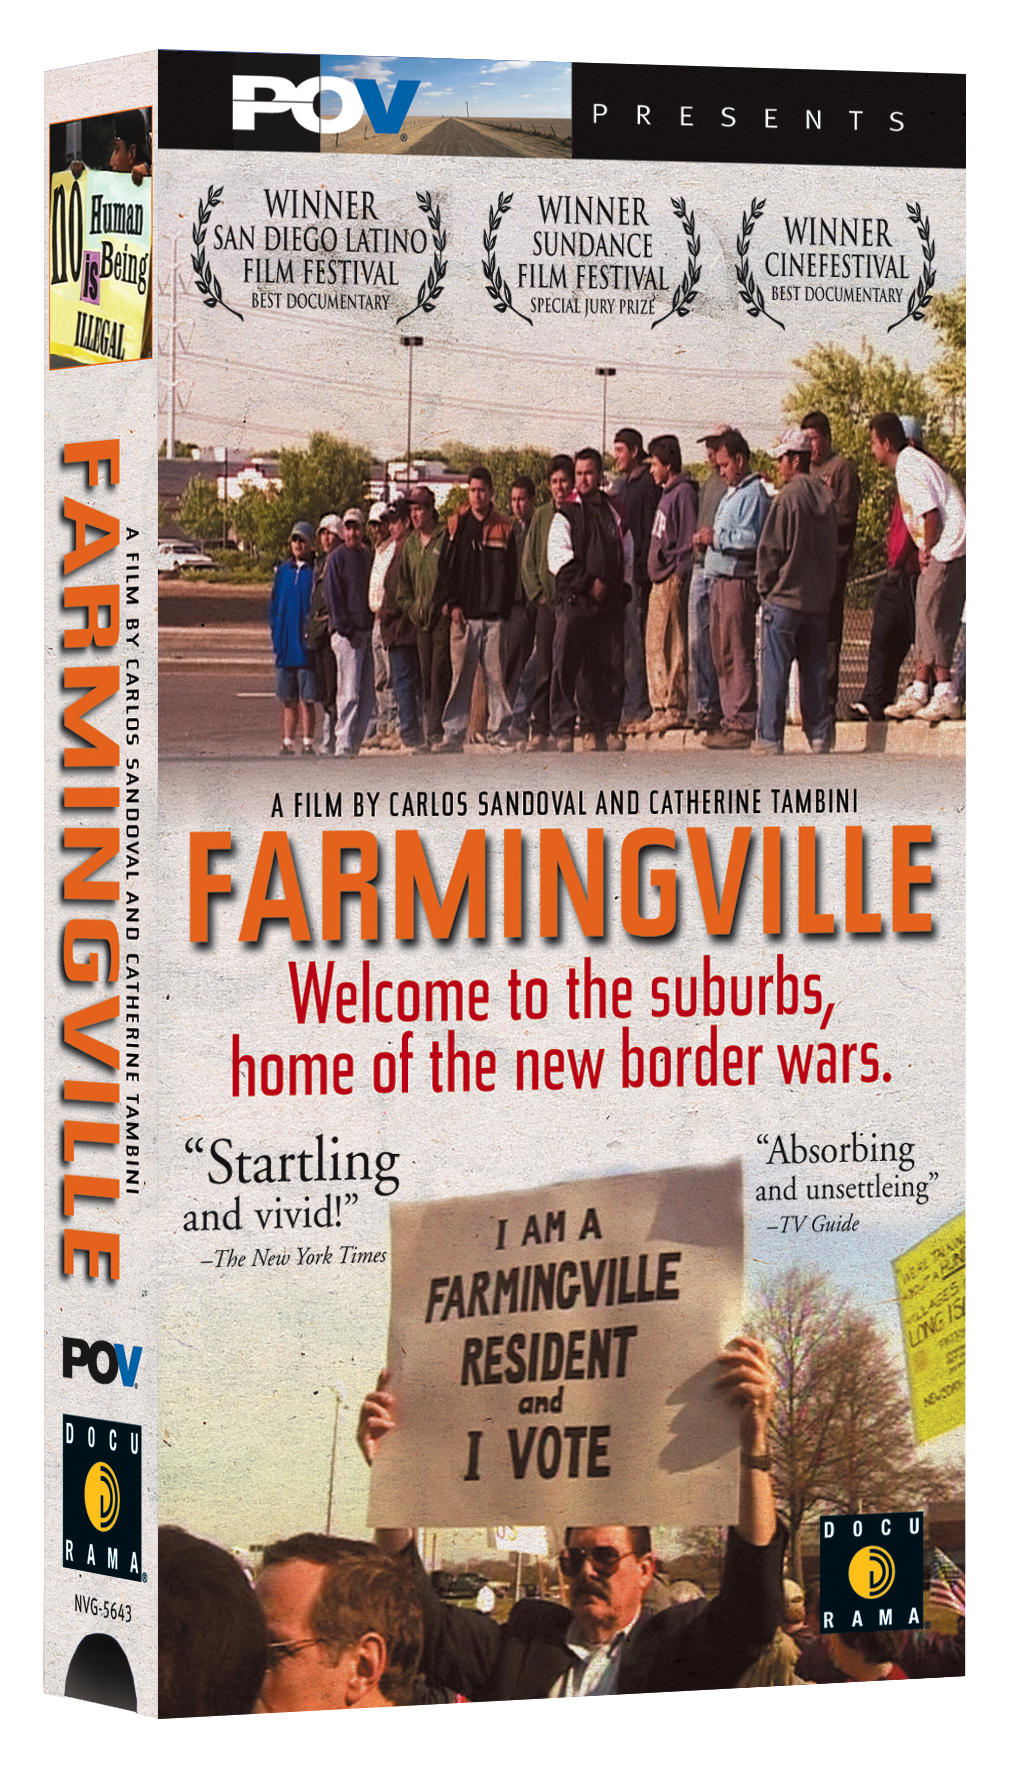 POV PRESENTS
WINNER
SAN DIEGO LATINO
FILM FESTIVAL
BEST DOCUMENTARY
WINNER
SUNDANCE
FILM FESTIVAL
SPECIAL JURY PRIZE
WINNER
CINEFESTIVAL
BEST DOCUMENTARY
A FILM BY CARLOS SANDOVAL AND CATHERINE TAMBINI
FARMINGVILLE
Welcome to the suburbs,
home of the new border wars.
“Startling
and vivid!”
–The New York Times
“Absorbing
and unsettleing”
–TV Guide
I AM A
FARMINGVILLE
RESIDENT
and
I VOTE
LONG
DOCU
RAMA
NO
Human
is
Being
ILLEGAL
FARMINGVILLE
A FILM BY CARLOS SANDOVAL AND CATHERINE TAMBINI
POV
DOCU
RAMA
NVG-5643